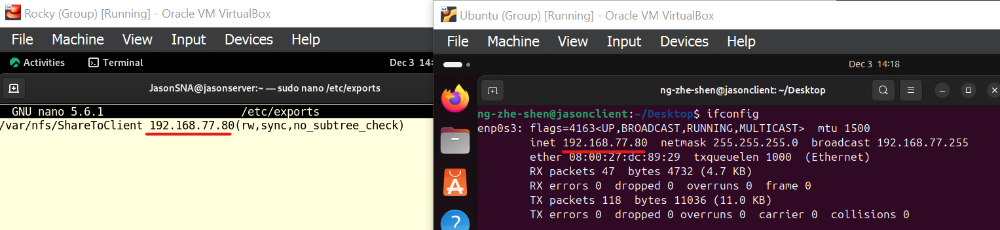 Rocky (Group) [Running] - Oracle VM VirtualBox
File Machine View Input Devices Help
Activities Terminal Dec 3 14:
JasonSNA@jasonserver:~ — sudo nano /etc/exports
GNU nano 5.6.1 /etc/exports
/var/nfs/ShareToClient 192.168.77.80(rw,sync,no_subtree_check)
Ubuntu (Group) [Running] - Oracle VM VirtualBox
File Machine View Input Devices Help
Dec 3 14:18
ng-zhe-shen@jasonclient: ~/Desktop
ng-zhe-shen@jasonclient:~/Desktop$ ifconfig
enp0s3: flags=4163<UP,BROADCAST,RUNNING,MULTICAST> mtu 1500
inet 192.168.77.80 netmask 255.255.255.0 broadcast 192.168.77.255
ether 08:00:27:dc:89:29 txqueuelen 1000 (Ethernet)
RX packets 47 bytes 4732 (4.7 KB)
RX errors 0 dropped 0 overruns 0 frame 0
TX packets 118 bytes 11036 (11.0 KB)
TX errors 0 dropped 0 overruns 0 carrier 0 collisions 0